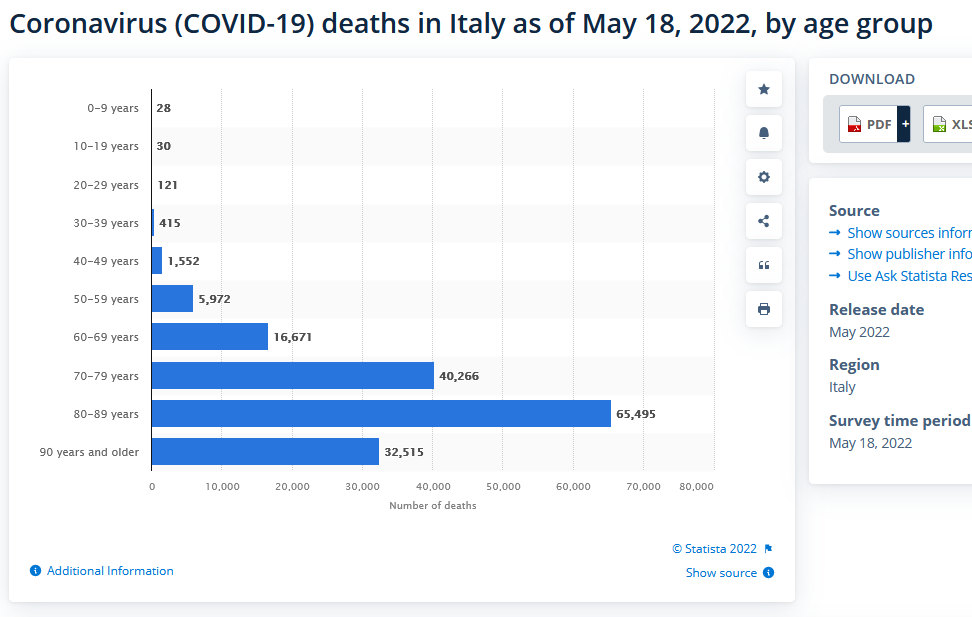 Coronavirus (COVID-19) deaths in Italy as of May 18, 2022, by age group
0–9 years 28
10–19 years 30
20–29 years 121
30–39 years 415
40–49 years 1,552
50–59 years 5,972
60–69 years 16,671
70–79 years 40,266
80–89 years 65,495
90 years and older 32,515
0 10,000 20,000 30,000 40,000 50,000 60,000 70,000 80,000
Number of deaths
© Statista 2022
Additional Information
Show source
DOWNLOAD
PDF + XLS
Source
→ Show sources inforr
→ Show publisher info
→ Use Ask Statista Res
Release date
May 2022
Region
Italy
Survey time period
May 18, 2022